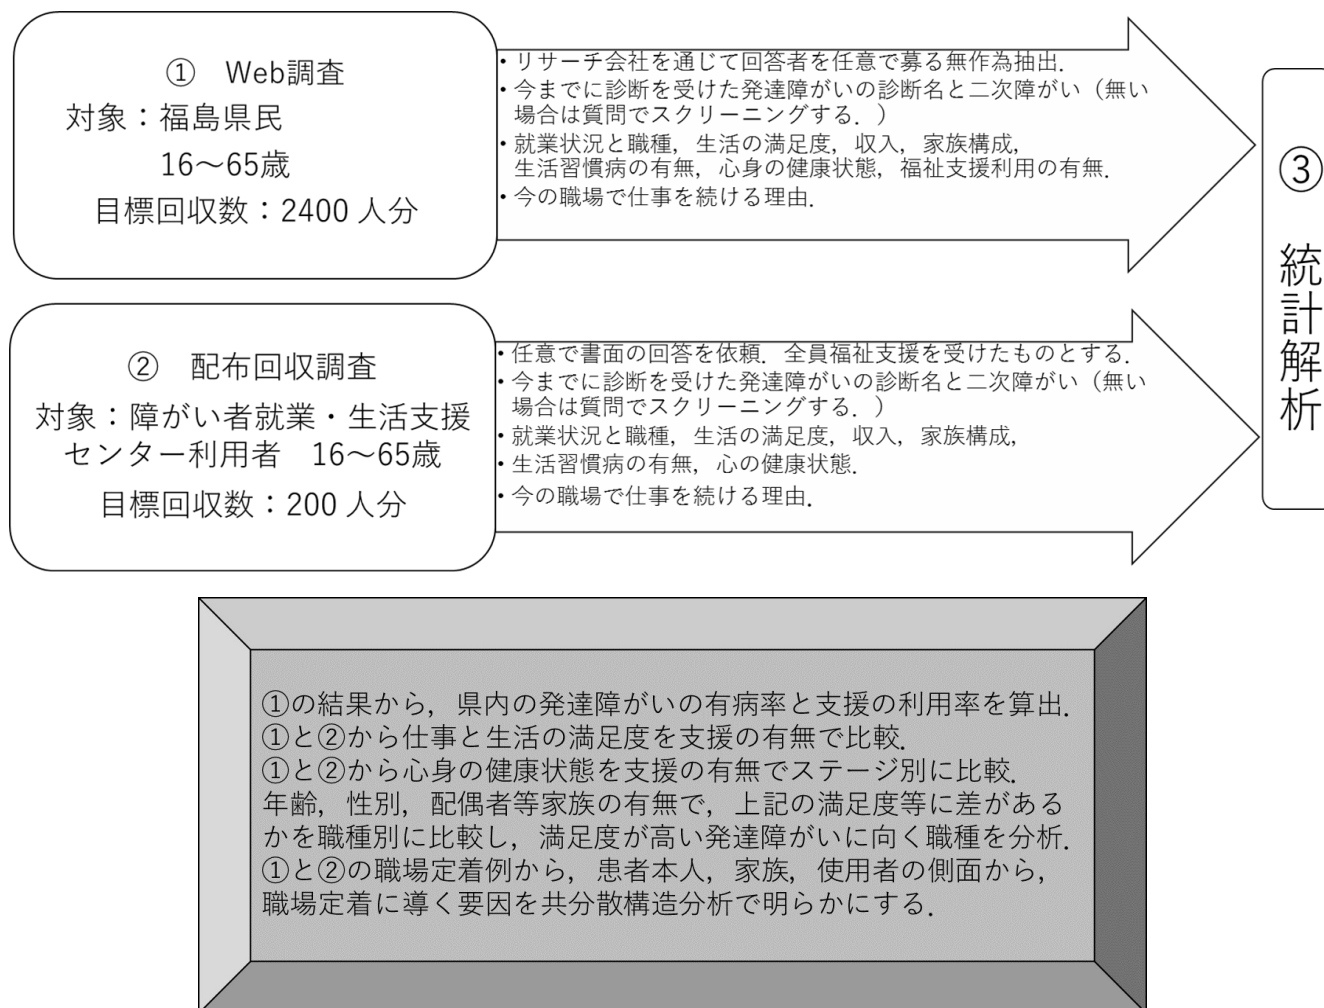 ① Web調査
対象：福島県民
16～65歳
目標回収数：2400 人分
・リサーチ会社を通じて回答者を任意で募る無作為抽出．
・今までに診断を受けた発達障がいの診断名と二次障がい（無い
場合は質問でスクリーニングする．）
・就業状況と職種，生活の満足度，収入，家族構成，
生活習慣病の有無，心身の健康状態，福祉支援利用の有無．
・今の職場で仕事を続ける理由．
② 配布回収調査
対象：障がい者就業・生活支援
センター利用者 16～65歳
目標回収数：200 人分
・任意で書面の回答を依頼．全員福祉支援を受けたものとする．
・今までに診断を受けた発達障がいの診断名と二次障がい（無い
場合は質問でスクリーニングする．）
・就業状況と職種，生活の満足度，収入，家族構成，
・生活習慣病の有無，心の健康状態．
・今の職場で仕事を続ける理由．
③ 統計解析
①の結果から，県内の発達障がいの有病率と支援の利用率を算出．
①と②から仕事と生活の満足度を支援の有無で比較．
①と②から心身の健康状態を支援の有無でステージ別に比較．
年齢，性別，配偶者等家族の有無で，上記の満足度等に差がある
かを職種別に比較し，満足度が高い発達障がいに向く職種を分析．
①と②の職場定着例から，患者本人，家族，使用者の側面から，
職場定着に導く要因を共分散構造分析で明らかにする．